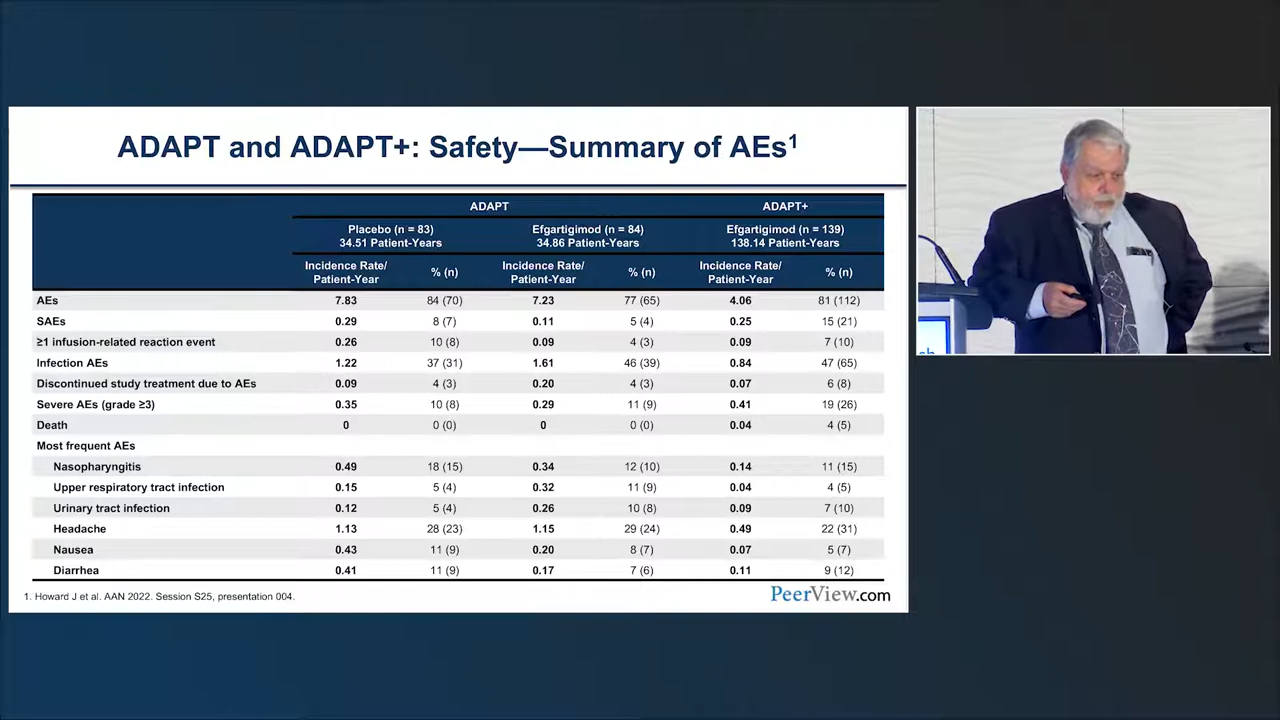 ADAPT and ADAPT+: Safety—Summary of AEs1
ADAPT ADAPT+
Placebo (n = 83) Efgartigimod (n = 84) Efgartigimod (n = 139)
34.51 Patient-Years 34.86 Patient-Years 138.14 Patient-Years
Incidence Rate/ Incidence Rate/ Incidence Rate/
Patient-Year % (n) Patient-Year % (n) Patient-Year % (n)
AEs 7.83 84 (70) 7.23 77 (65) 4.06 81 (112)
SAEs 0.29 8 (7) 0.11 5 (4) 0.25 15 (21)
≥1 infusion-related reaction event 0.26 10 (8) 0.09 4 (3) 0.09 7 (10)
Infection AEs 1.22 37 (31) 1.61 46 (39) 0.84 47 (65)
Discontinued study treatment due to AEs 0.09 4 (3) 0.20 4 (3) 0.07 6 (8)
Severe AEs (grade ≥3) 0.35 10 (8) 0.29 11 (9) 0.41 19 (26)
Death 0 0 (0) 0 0 (0) 0.04 4 (5)
Most frequent AEs
Nasopharyngitis 0.49 18 (15) 0.34 12 (10) 0.14 11 (15)
Upper respiratory tract infection 0.15 5 (4) 0.32 11 (9) 0.04 4 (5)
Urinary tract infection 0.12 5 (4) 0.26 10 (8) 0.09 7 (10)
Headache 1.13 28 (23) 1.15 29 (24) 0.49 22 (31)
Nausea 0.43 11 (9) 0.20 8 (7) 0.07 5 (7)
Diarrhea 0.41 11 (9) 0.17 7 (6) 0.11 9 (12)
1. Howard J et al. AAN 2022. Session S25, presentation 004.
PeerView.com